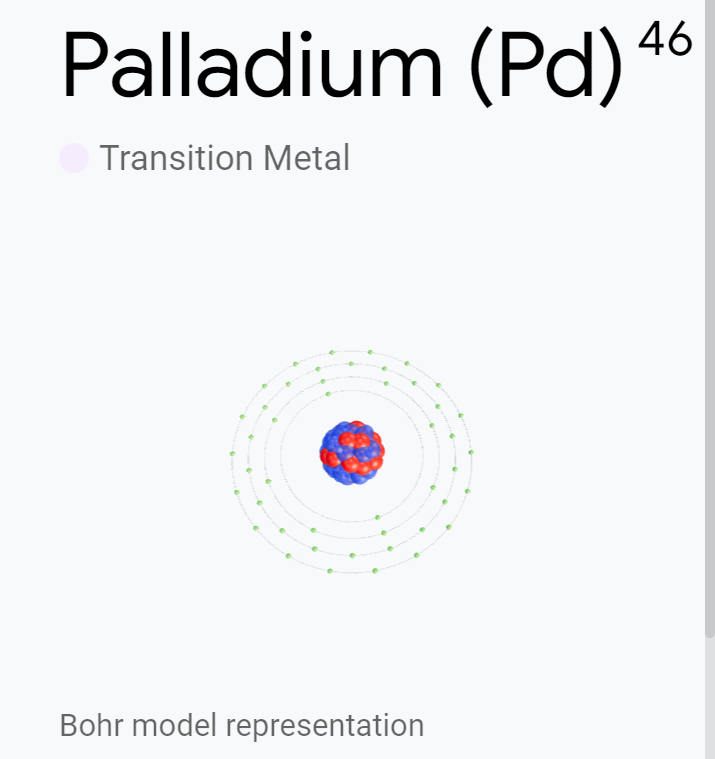 Palladium (Pd) 46
Transition Metal
Bohr model representation